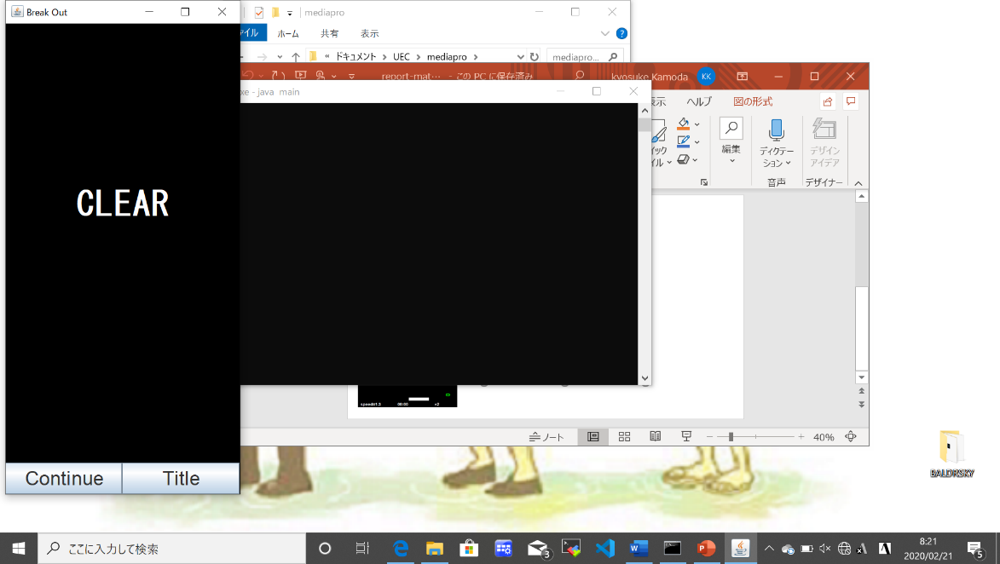 Break Out
mediapro
ァイル ホーム 共有 表示
« ドキュメント › UEC › mediapro ›
mediapro...
report-mat… - この PC に保存済み
kyosuke Kamoda KK
xe - java main
表示 ヘルプ 図の形式
イック
イル
編集
ディクテー
ション
デザイン
アイデア
音声
デザイナー
CLEAR
speed:1.5 00:00 ×2
ノート
40%
Continue Title
BALDRSKY
ここに入力して検索
3
A
8:21
2020/02/21
5